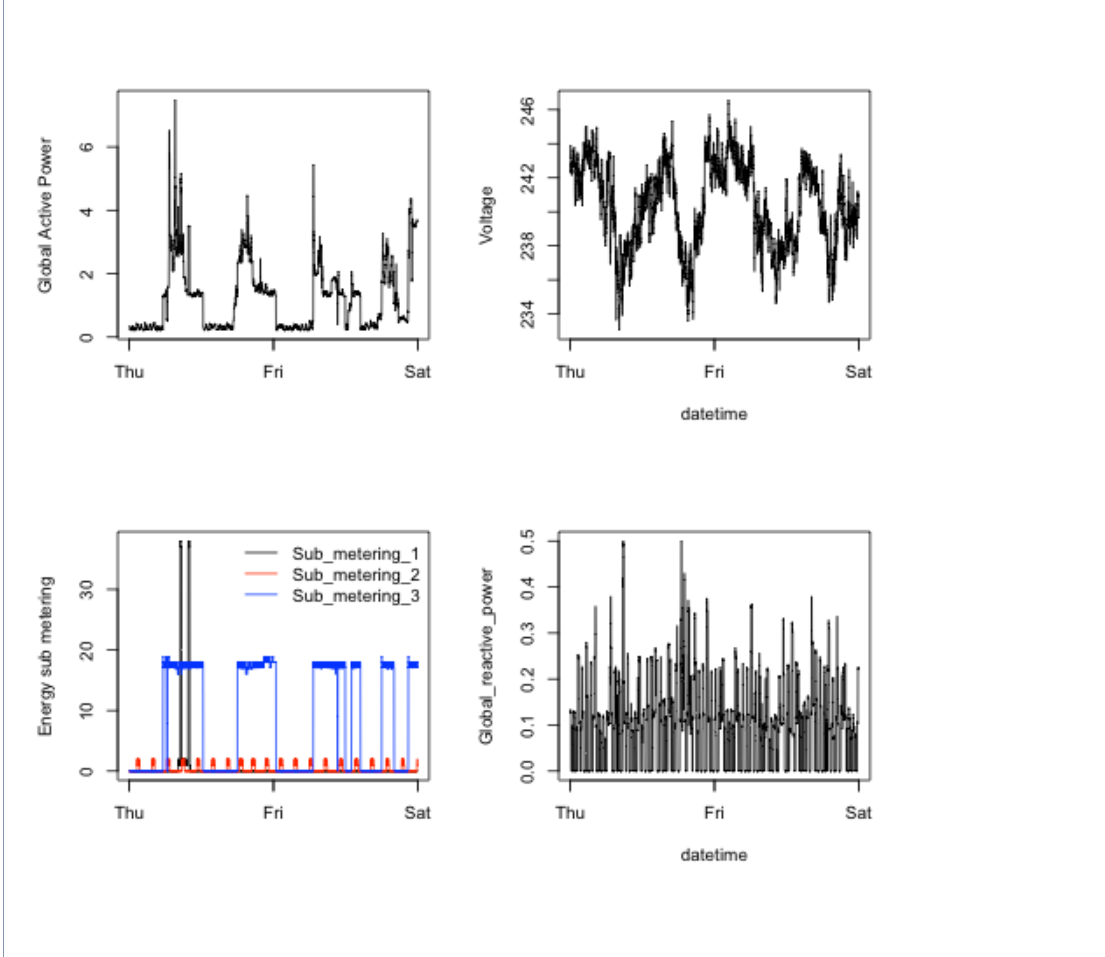 Global Active Power
0 2 4 6
Thu Fri Sat
Voltage
234 238 242 246
Thu Fri Sat
datetime
Energy sub metering
0 10 20 30
Sub_metering_1
Sub_metering_2
Sub_metering_3
Thu Fri Sat
Global_reactive_power
0.0 0.1 0.2 0.3 0.4 0.5
Thu Fri Sat
datetime